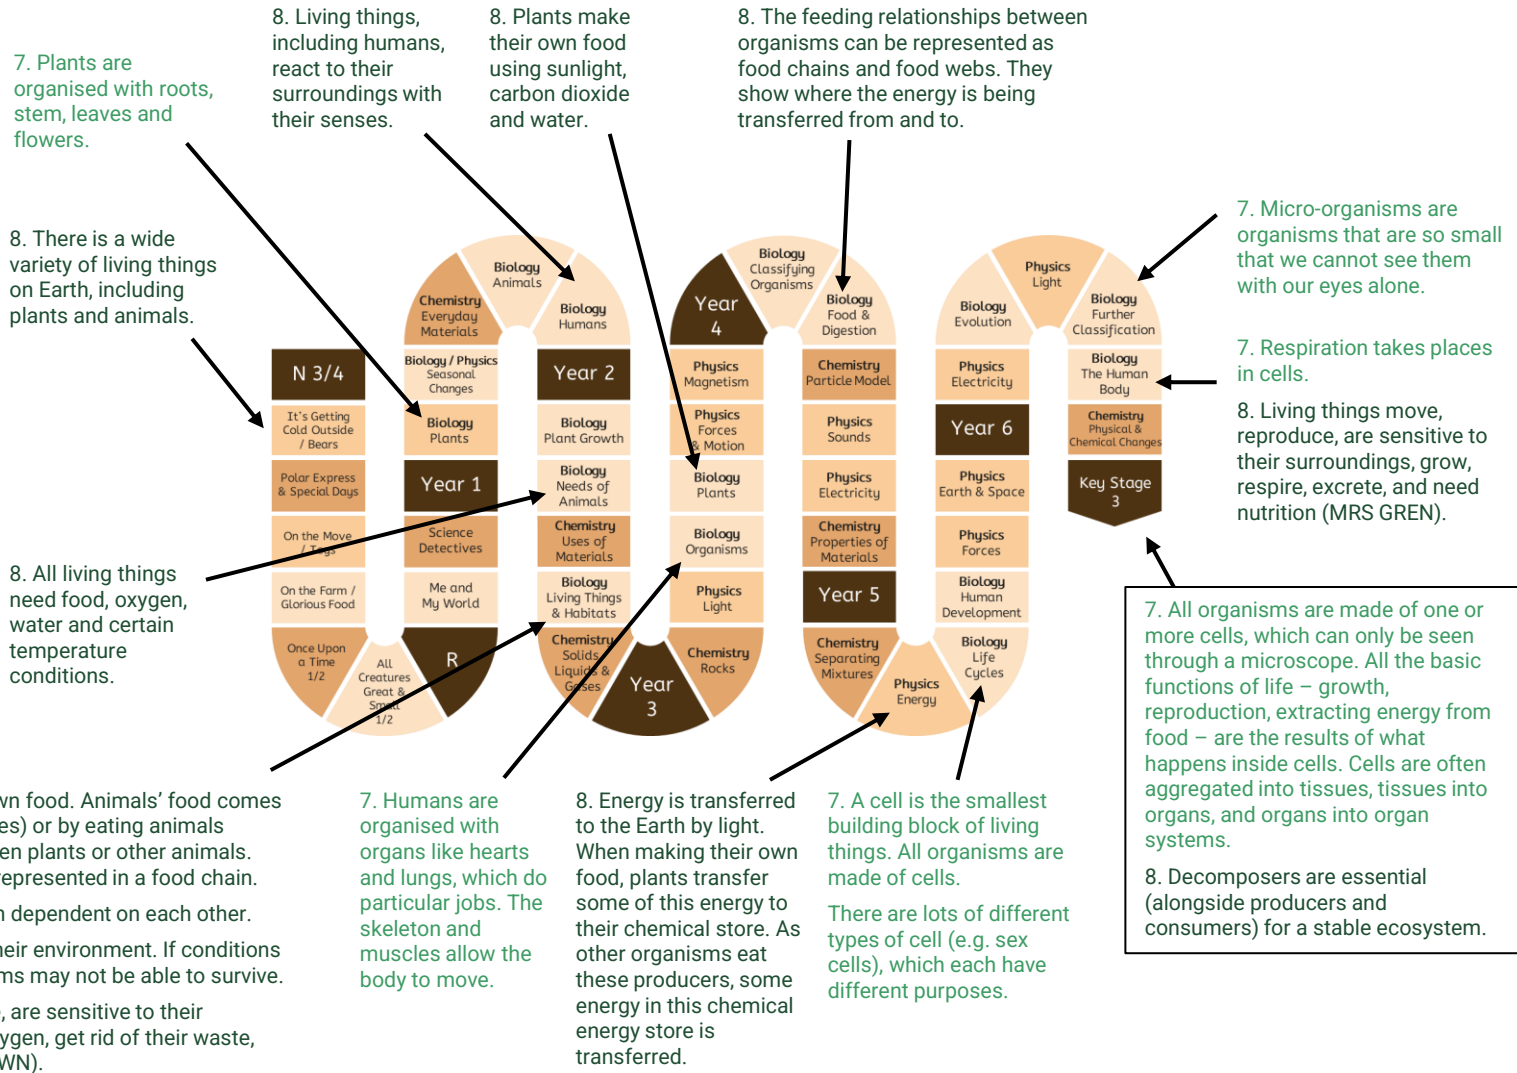 8. Living things,
including humans,
react to their
surroundings with
their senses.
8. Plants make
their own food
using sunlight,
carbon dioxide
and water.
8. The feeding relationships between
organisms can be represented as
food chains and food webs. They
show where the energy is being
transferred from and to.
7. Plants are
organised with roots,
stem, leaves and
flowers.
8. There is a wide
variety of living things
on Earth, including
plants and animals.
7. Micro-organisms are
organisms that are so small
that we cannot see them
with our eyes alone.
7. Respiration takes places
in cells.
8. Living things move,
reproduce, are sensitive to
their surroundings, grow,
respire, excrete, and need
nutrition (MRS GREN).
N 3/4
It's Getting
Cold Outside
/ Bears
Polar Express
& Special Days
On the Move
/ Toys
On the Farm /
Glorious Food
Once Upon
a Time
1/2
All
Creatures
Great &
Small
1/2
R
Me and
My World
Science
Detectives
Year 1
Biology
Plants
Biology / Physics
Seasonal
Changes
Chemistry
Everyday
Materials
Biology
Animals
Biology
Humans
Year 2
Biology
Plant Growth
Biology
Needs of
Animals
Chemistry
Uses of
Materials
Biology
Living Things
& Habitats
Chemistry
Solids,
Liquids &
Gases
Year
3
Chemistry
Rocks
Physics
Light
Biology
Organisms
Biology
Plants
Physics
Forces
& Motion
Physics
Magnetism
Year
4
Biology
Classifying
Organisms
Biology
Food &
Digestion
Chemistry
Particle Model
Physics
Sounds
Physics
Electricity
Chemistry
Properties of
Materials
Year 5
Chemistry
Separating
Mixtures
Physics
Energy
Biology
Life
Cycles
Biology
Human
Development
Physics
Forces
Physics
Earth & Space
Year 6
Physics
Electricity
Biology
Evolution
Physics
Light
Biology
Further
Classification
Biology
The Human
Body
Chemistry
Physical &
Chemical Changes
Key Stage
3
8. All living things
need food, oxygen,
water and certain
temperature
conditions.
7. All organisms are made of one or
more cells, which can only be seen
through a microscope. All the basic
functions of life – growth,
reproduction, extracting energy from
food – are the results of what
happens inside cells. Cells are often
aggregated into tissues, tissues into
organs, and organs into organ
systems.
8. Decomposers are essential
(alongside producers and
consumers) for a stable ecosystem.
food. Animals' food comes
or by eating animals
plants or other animals.
represented in a food chain.
dependent on each other.
environment. If conditions
may not be able to survive.
are sensitive to their
get rid of their waste,
7. Humans are
organised with
organs like hearts
and lungs, which do
particular jobs. The
skeleton and
muscles allow the
body to move.
8. Energy is transferred
to the Earth by light.
When making their own
food, plants transfer
some of this energy to
their chemical store. As
other organisms eat
these producers, some
energy in this chemical
energy store is
transferred.
7. A cell is the smallest
building block of living
things. All organisms are
made of cells.
There are lots of different
types of cell (e.g. sex
cells), which each have
different purposes.